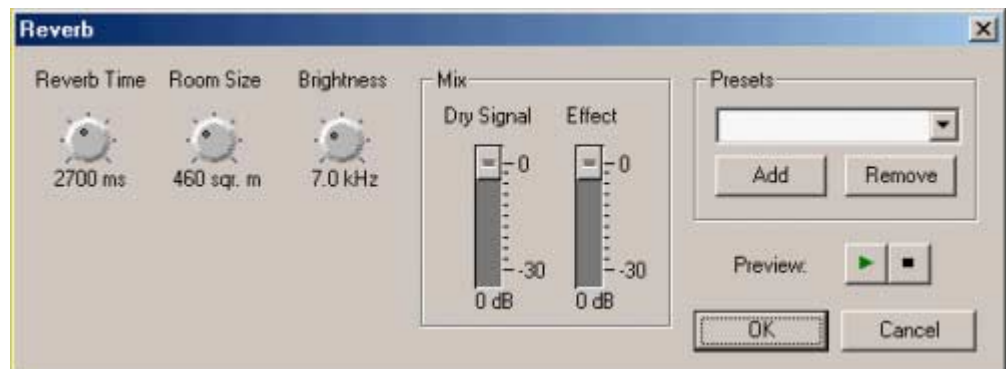 Reverb
Reverb Time Room Size Brightness
2700 ms 460 sqr. m 7.0 kHz
Mix
Dry Signal Effect
0 0
-30 -30
0 dB 0 dB
Presets
Add Remove
Preview:
OK Cancel